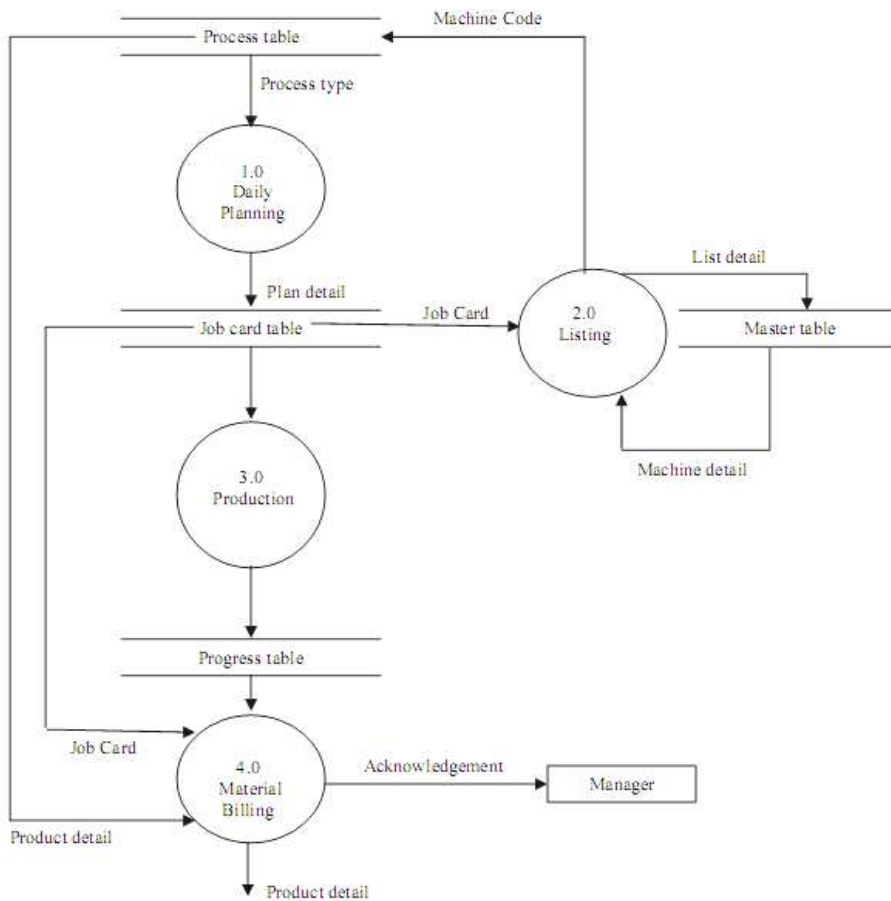 Machine Code
Process table
Process type
1.0
Daily
Planning
List detail
Plan detail
Job Card
2.0
Listing
Job card table
Master table
3.0
Production
Machine detail
Progress table
Job Card
4.0
Material
Billing
Acknowledgement
Manager
Product detail
Product detail